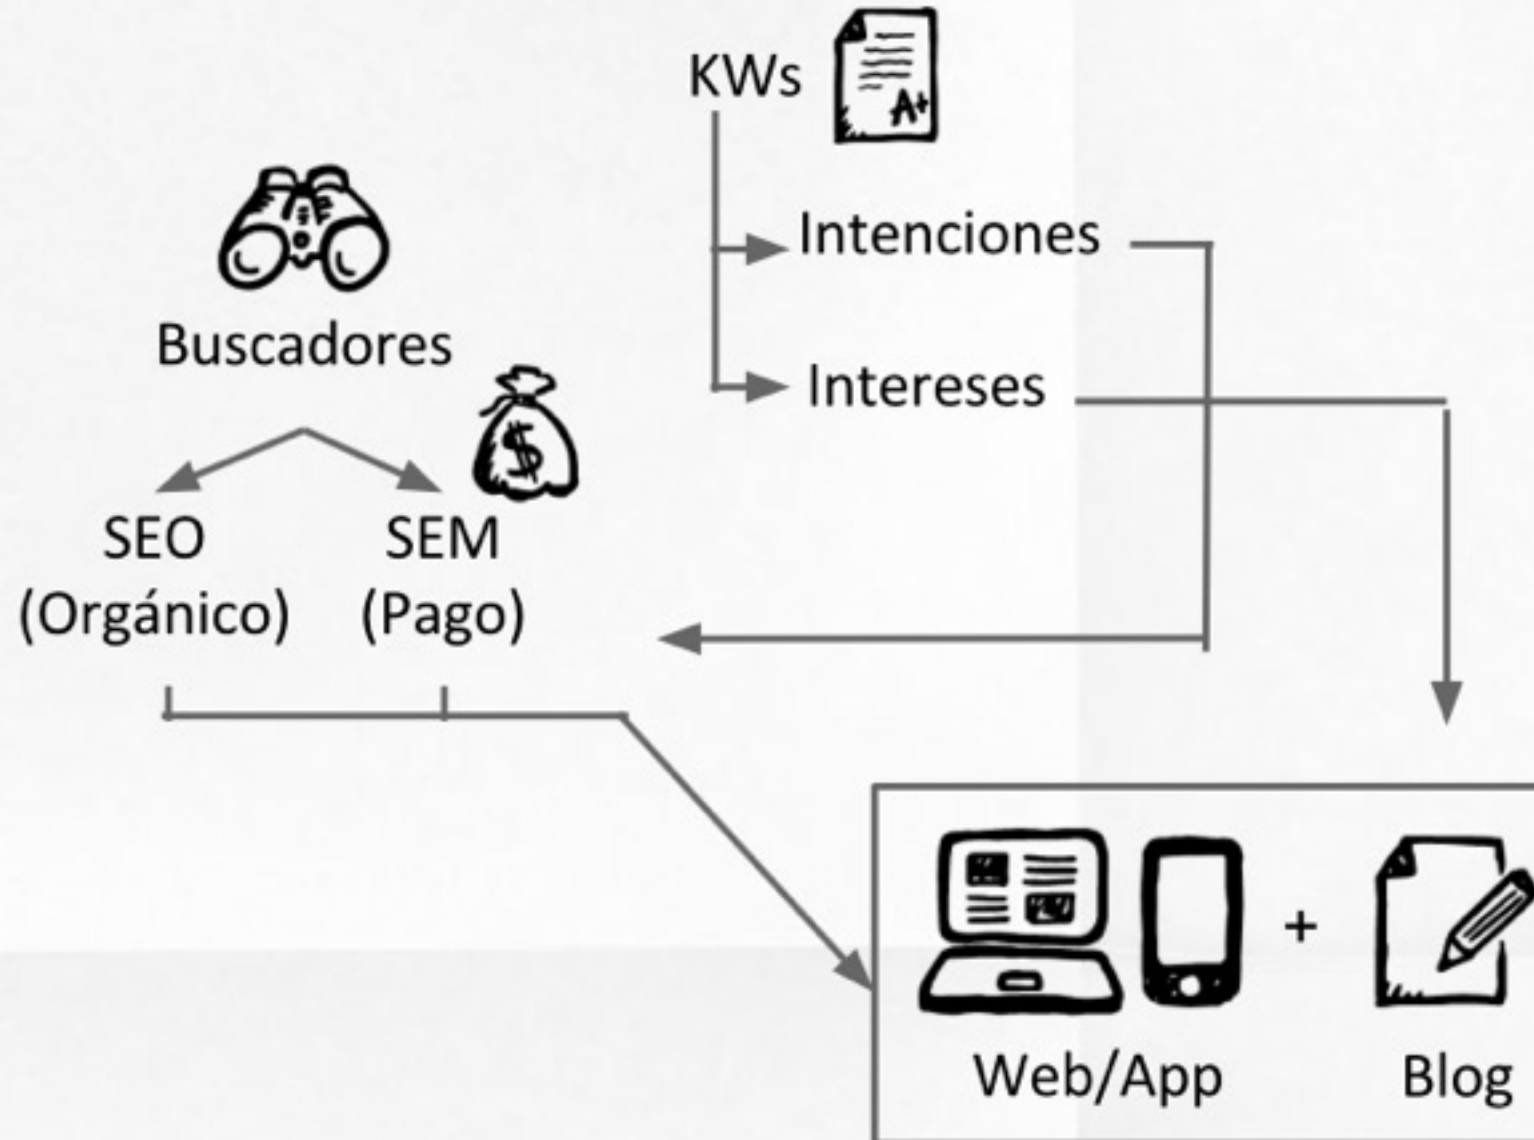 KWs
A+
Intenciones
Buscadores
Intereses
$
SEO
(Orgánico)
SEM
(Pago)
+
Web/App
Blog